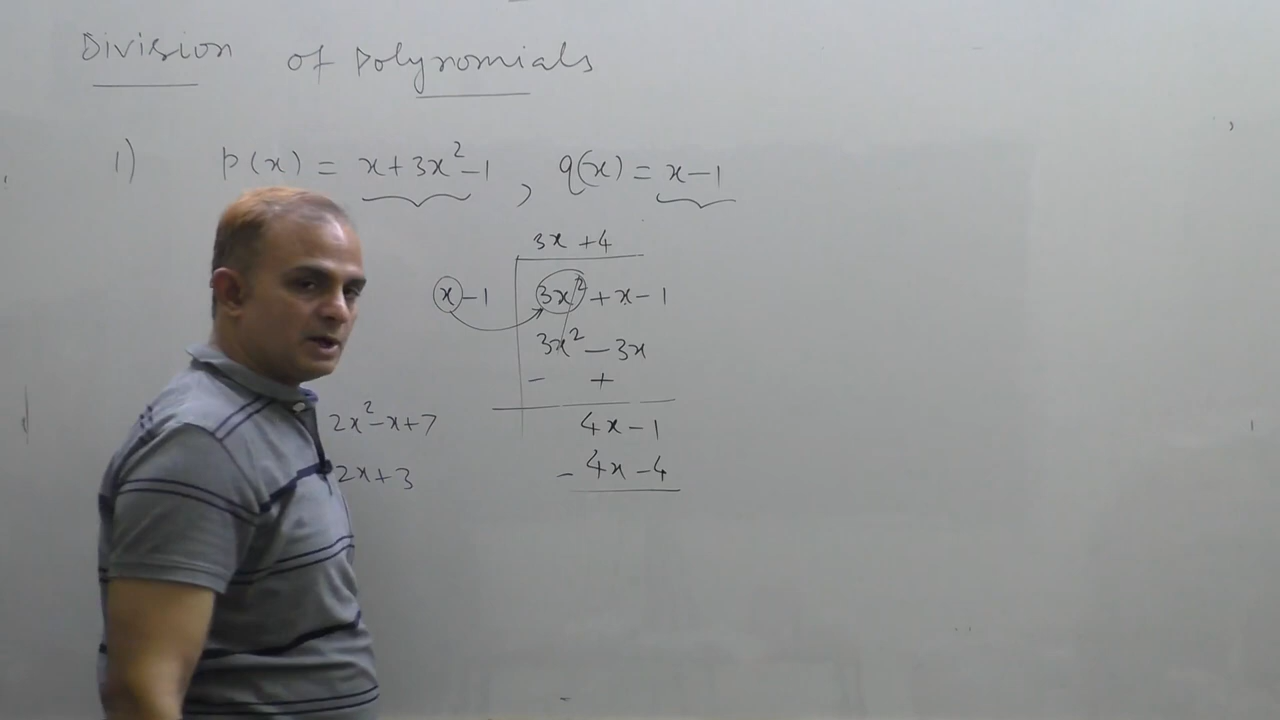 Division of Polynomials
1) p(x) = x+3x²-1 , q(x) = x-1
3x +4
x-1 3x² + x - 1
3x² - 3x
- +
2x²-x+7 4x - 1
2x+3 - 4x - 4